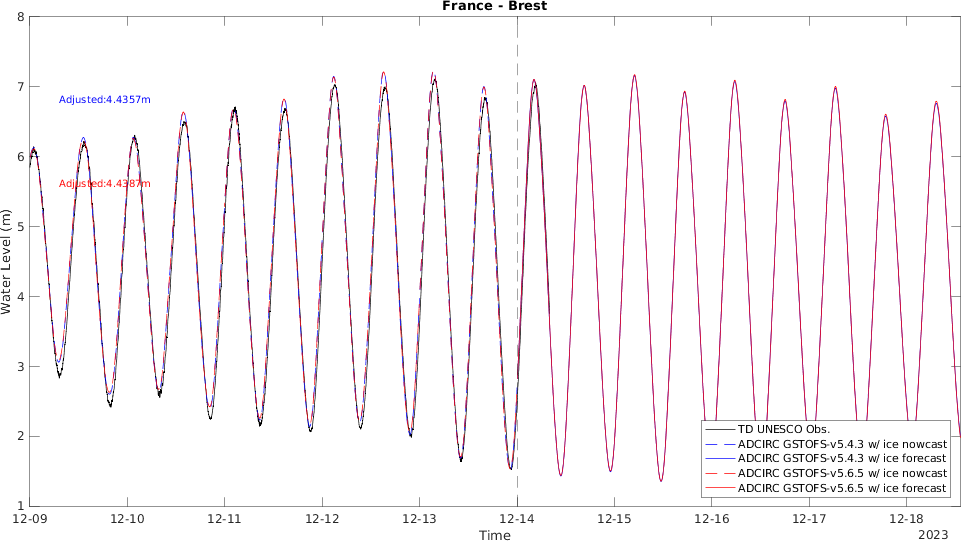 France - Brest
8
7
6
5
4
3
2
1
Water Level (m)
Adjusted:4.4357m
Adjusted:4.4387m
TD UNESCO Obs.
ADCIRC GSTOFS-v5.4.3 w/ ice nowcast
ADCIRC GSTOFS-v5.4.3 w/ ice forecast
ADCIRC GSTOFS-v5.6.5 w/ ice nowcast
ADCIRC GSTOFS-v5.6.5 w/ ice forecast
12-09 12-10 12-11 12-12 12-13 12-14 12-15 12-16 12-17 12-18
Time
2023